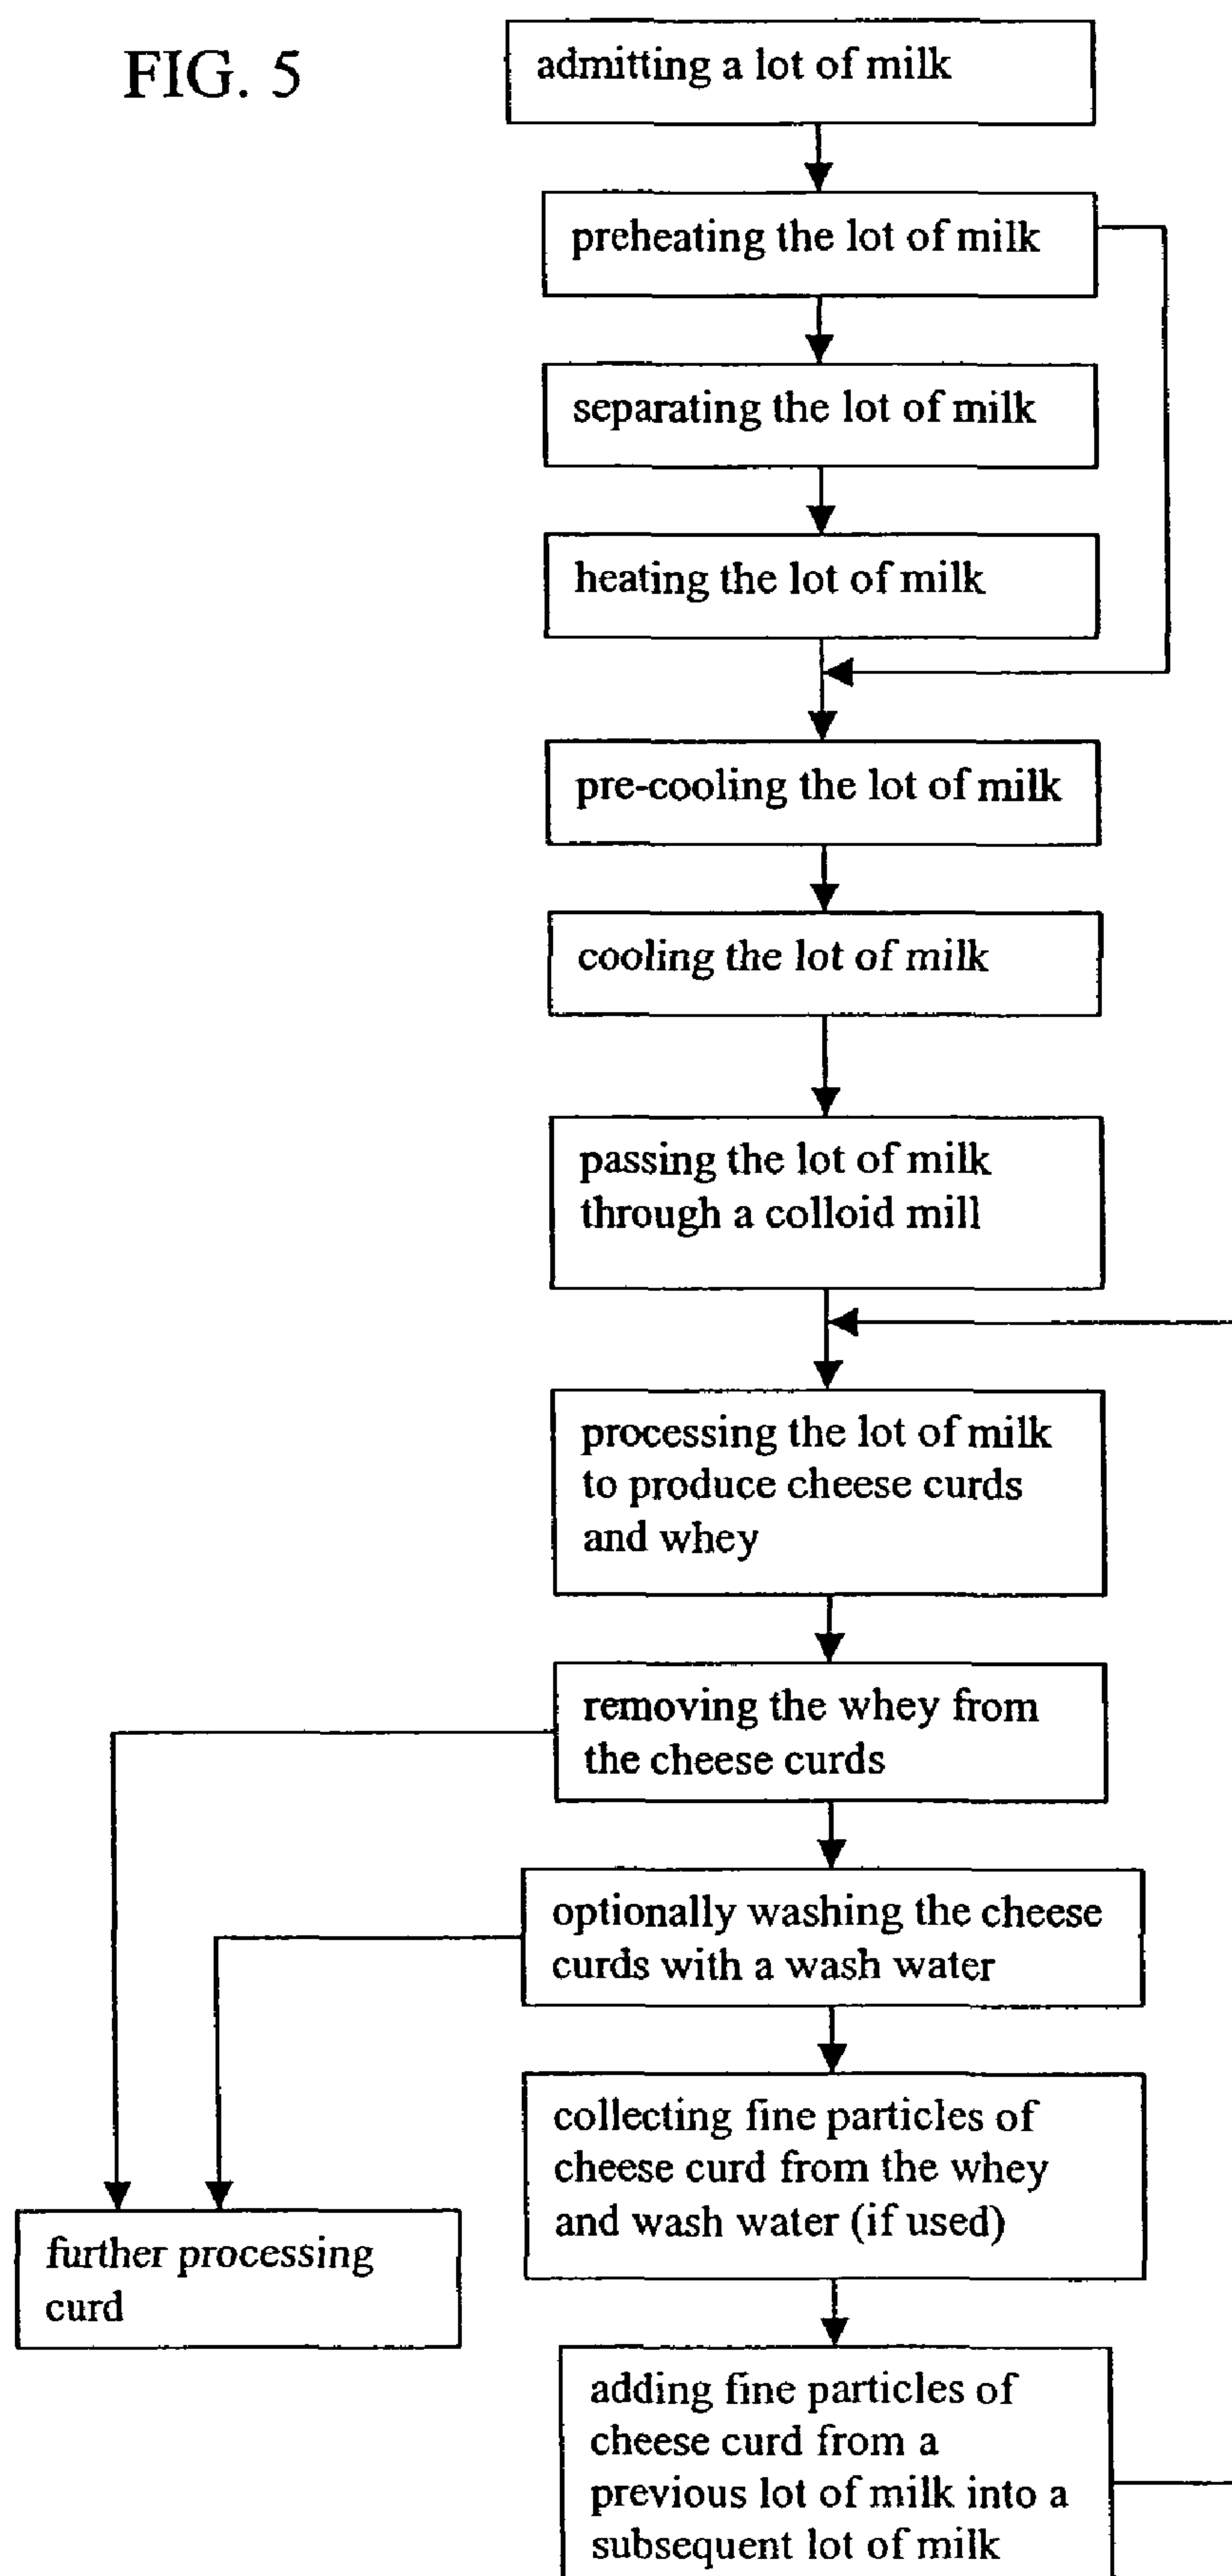 FIG. 5
admitting a lot of milk
preheating the lot of milk
separating the lot of milk
heating the lot of milk
pre-cooling the lot of milk
cooling the lot of milk
passing the lot of milk
through a colloid mill
processing the lot of milk
to produce cheese curds
and whey
removing the whey from
the cheese curds
optionally washing the cheese
curds with a wash water
collecting fine particles of
cheese curd from the whey
and wash water (if used)
further processing
curd
adding fine particles of
cheese curd from a
previous lot of milk into a
subsequent lot of milk